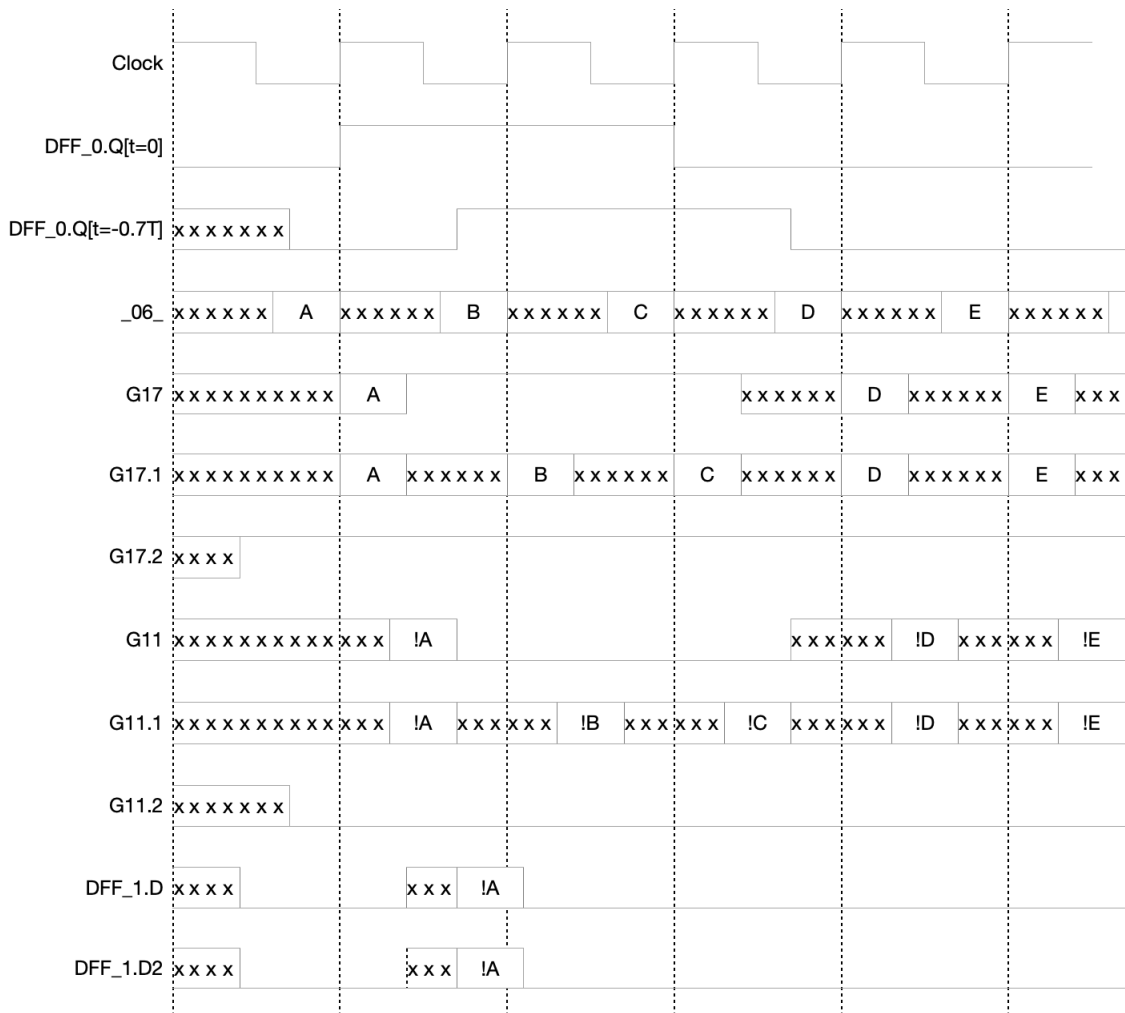 Clock
DFF_0.Q[t=0]
DFF_0.Q[t=-0.7T] x x x x x x x
_06_ x x x x x x A x x x x x x B x x x x x x C x x x x x x D x x x x x x E x x x x x x
G17 x x x x x x x x x x A x x x x x x D x x x x x x E x x x
G17.1 x x x x x x x x x x A x x x x x x B x x x x x x C x x x x x x D x x x x x x E x x x
G17.2 x x x x
G11 x x x x x x x x x x x x x !A x x x x x x !D x x x x x x !E
G11.1 x x x x x x x x x x x x x !A x x x x x x !B x x x x x x !C x x x x x x !D x x x x x x !E
G11.2 x x x x x x x
DFF_1.D x x x x x x x !A
DFF_1.D2 x x x x x x x !A